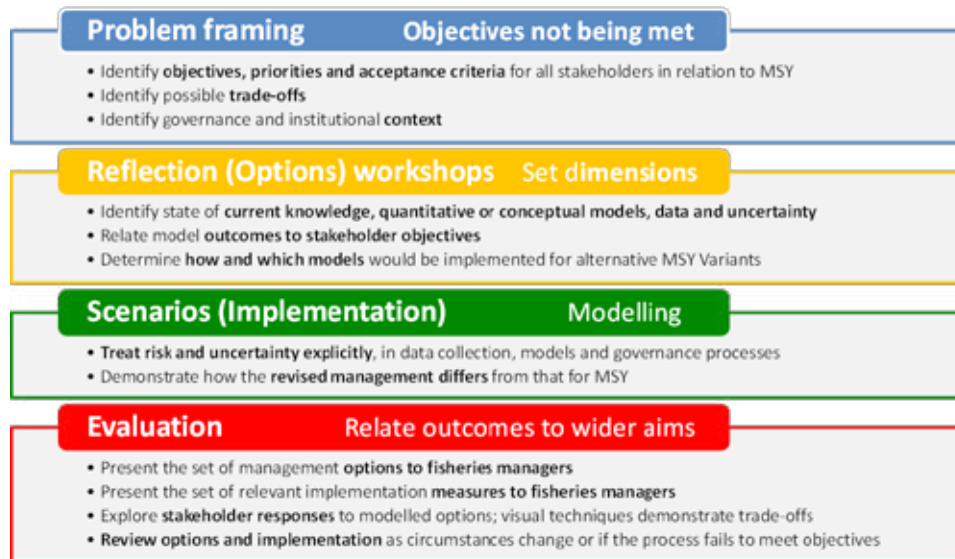 Problem framing Objectives not being met
• Identify objectives, priorities and acceptance criteria for all stakeholders in relation to MSY
• Identify possible trade-offs
• Identify governance and institutional context
Reflection (Options) workshops Set dimensions
• Identify state of current knowledge, quantitative or conceptual models, data and uncertainty
• Relate model outcomes to stakeholder objectives
• Determine how and which models would be implemented for alternative MSY Variants
Scenarios (Implementation) Modelling
• Treat risk and uncertainty explicitly, in data collection, models and governance processes
• Demonstrate how the revised management differs from that for MSY
Evaluation Relate outcomes to wider aims
• Present the set of management options to fisheries managers
• Present the set of relevant implementation measures to fisheries managers
• Explore stakeholder responses to modelled options; visual techniques demonstrate trade-offs
• Review options and implementation as circumstances change or if the process fails to meet objectives